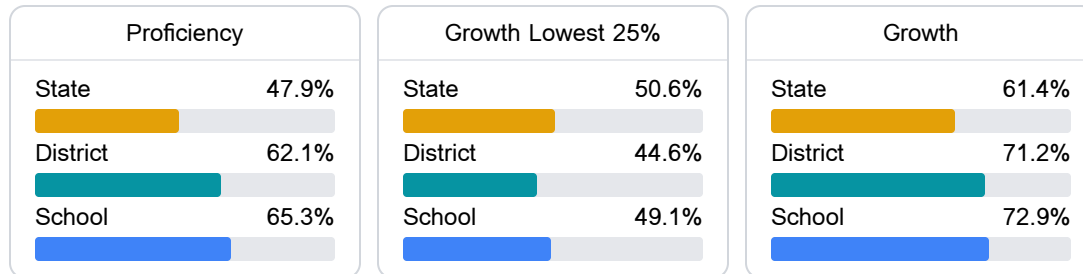 Proficiency
State 47.9%
District 62.1%
School 65.3%
Growth Lowest 25%
State 50.6%
District 44.6%
School 49.1%
Growth
State 61.4%
District 71.2%
School 72.9%